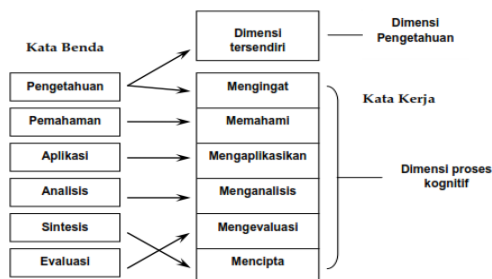 Kata Benda
Pengetahuan
Pemahaman
Aplikasi
Analisis
Sintesis
Evaluasi
Dimensi
tersendiri
Mengingat
Memahami
Mengaplikasikan
Menganalisis
Mengevaluasi
Mencipta
Dimensi
Pengetahuan
Kata Kerja
Dimensi proses
kognitif